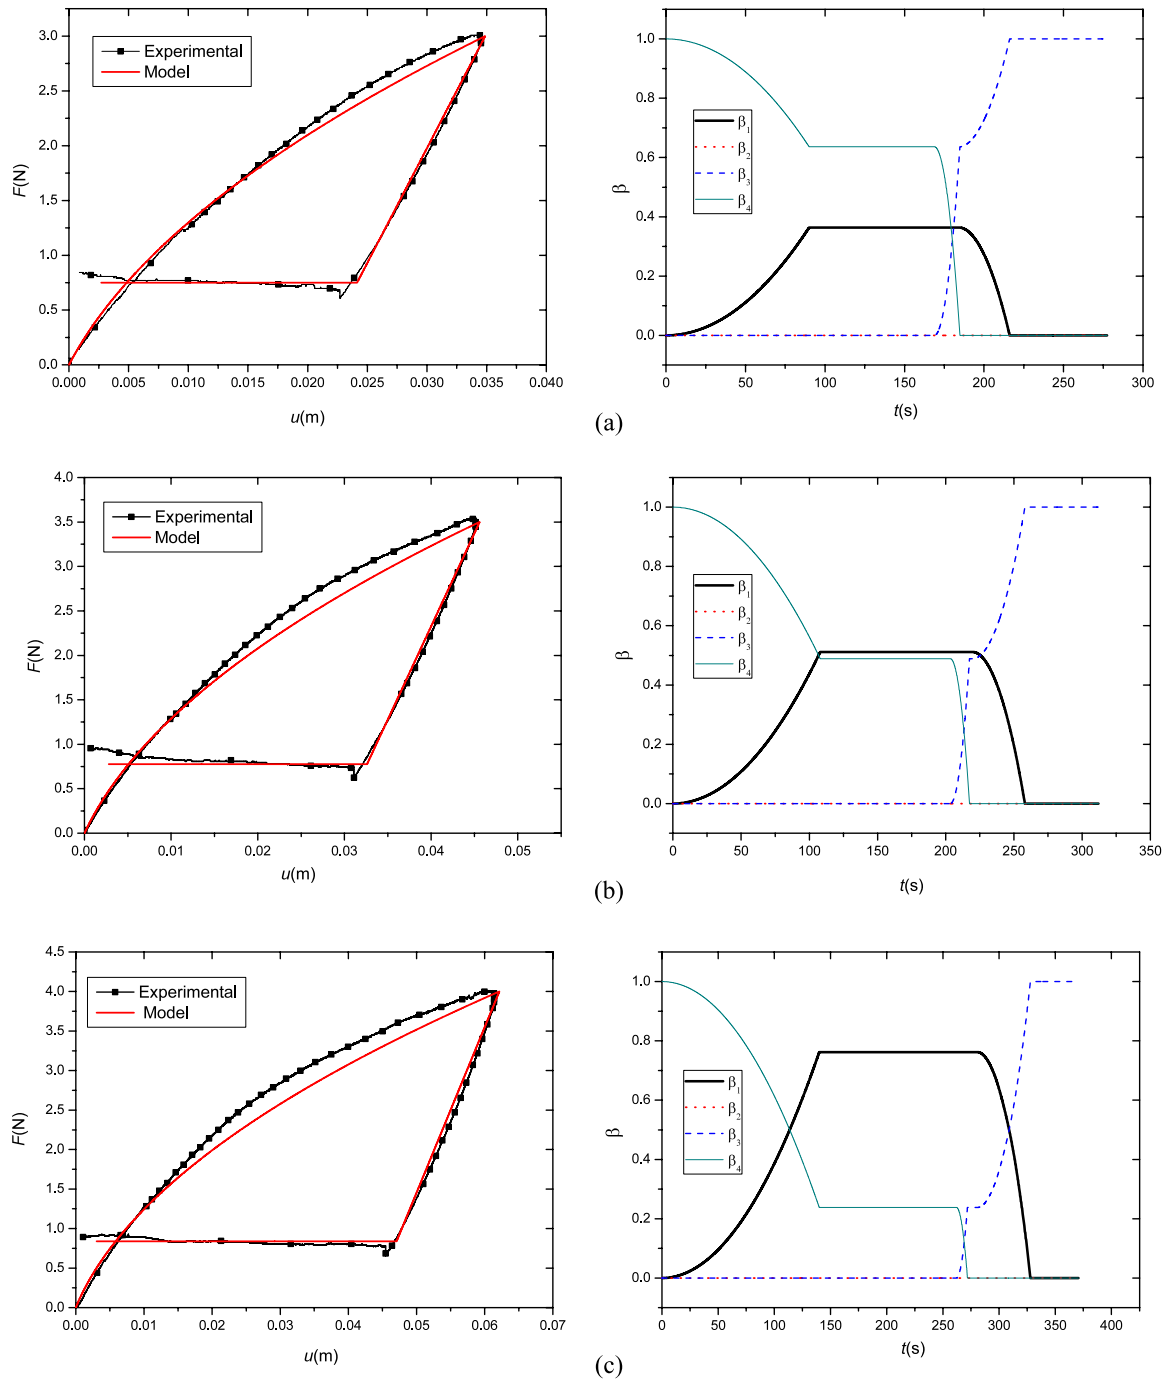 3.0
2.5
2.0
1.5
1.0
0.5
0.0
F(N)
Experimental
Model
0.000 0.005 0.010 0.015 0.020 0.025 0.030 0.035 0.040
u(m)
1.0
0.8
0.6
0.4
0.2
0.0
β
β1
β2
β3
β4
0 50 100 150 200 250 300
t(s)
(a)
4.0
3.5
3.0
2.5
2.0
1.5
1.0
0.5
0.0
F(N)
Experimental
Model
0.00 0.01 0.02 0.03 0.04 0.05
u(m)
1.0
0.8
0.6
0.4
0.2
0.0
β
β1
β2
β3
β4
0 50 100 150 200 250 300 350
t(s)
(b)
4.5
4.0
3.5
3.0
2.5
2.0
1.5
1.0
0.5
0.0
F(N)
Experimental
Model
0.00 0.01 0.02 0.03 0.04 0.05 0.06 0.07
u(m)
1.0
0.8
0.6
0.4
0.2
0.0
β
β1
β2
β3
β4
0 50 100 150 200 250 300 350 400
t(s)
(c)